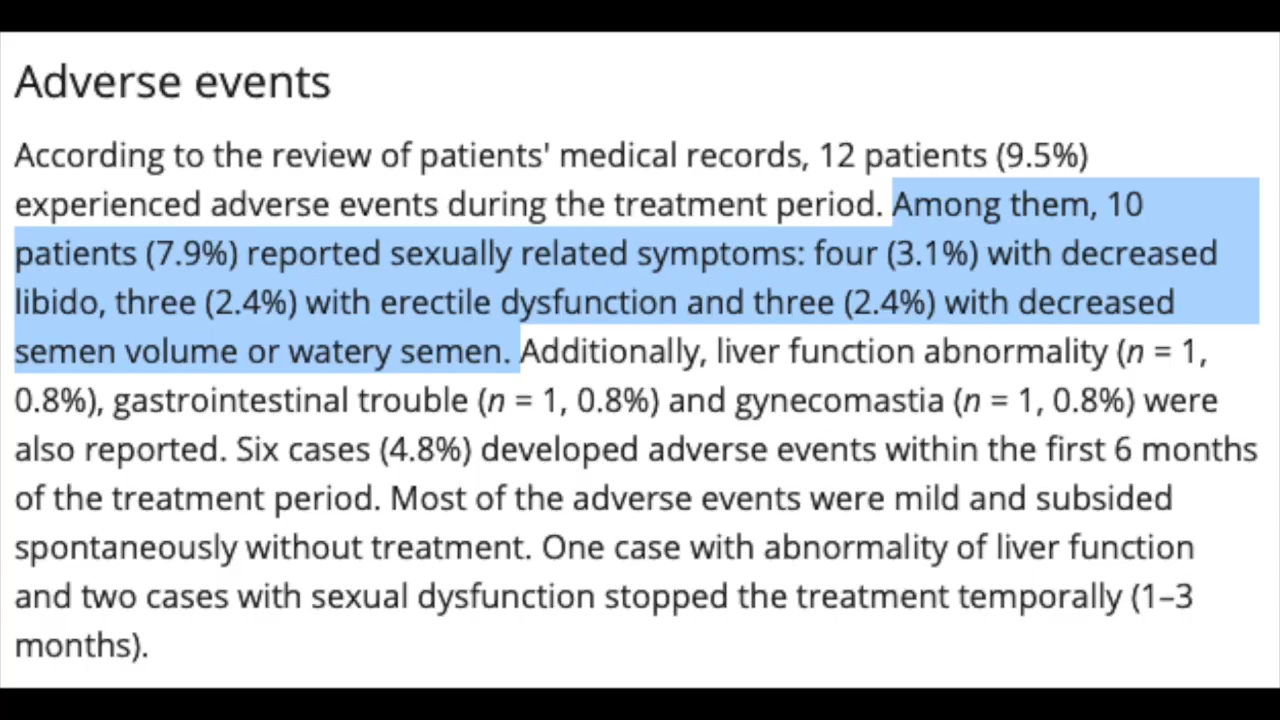 Adverse events
According to the review of patients' medical records, 12 patients (9.5%)
experienced adverse events during the treatment period. Among them, 10
patients (7.9%) reported sexually related symptoms: four (3.1%) with decreased
libido, three (2.4%) with erectile dysfunction and three (2.4%) with decreased
semen volume or watery semen. Additionally, liver function abnormality (n = 1,
0.8%), gastrointestinal trouble (n = 1, 0.8%) and gynecomastia (n = 1, 0.8%) were
also reported. Six cases (4.8%) developed adverse events within the first 6 months
of the treatment period. Most of the adverse events were mild and subsided
spontaneously without treatment. One case with abnormality of liver function
and two cases with sexual dysfunction stopped the treatment temporally (1–3
months).